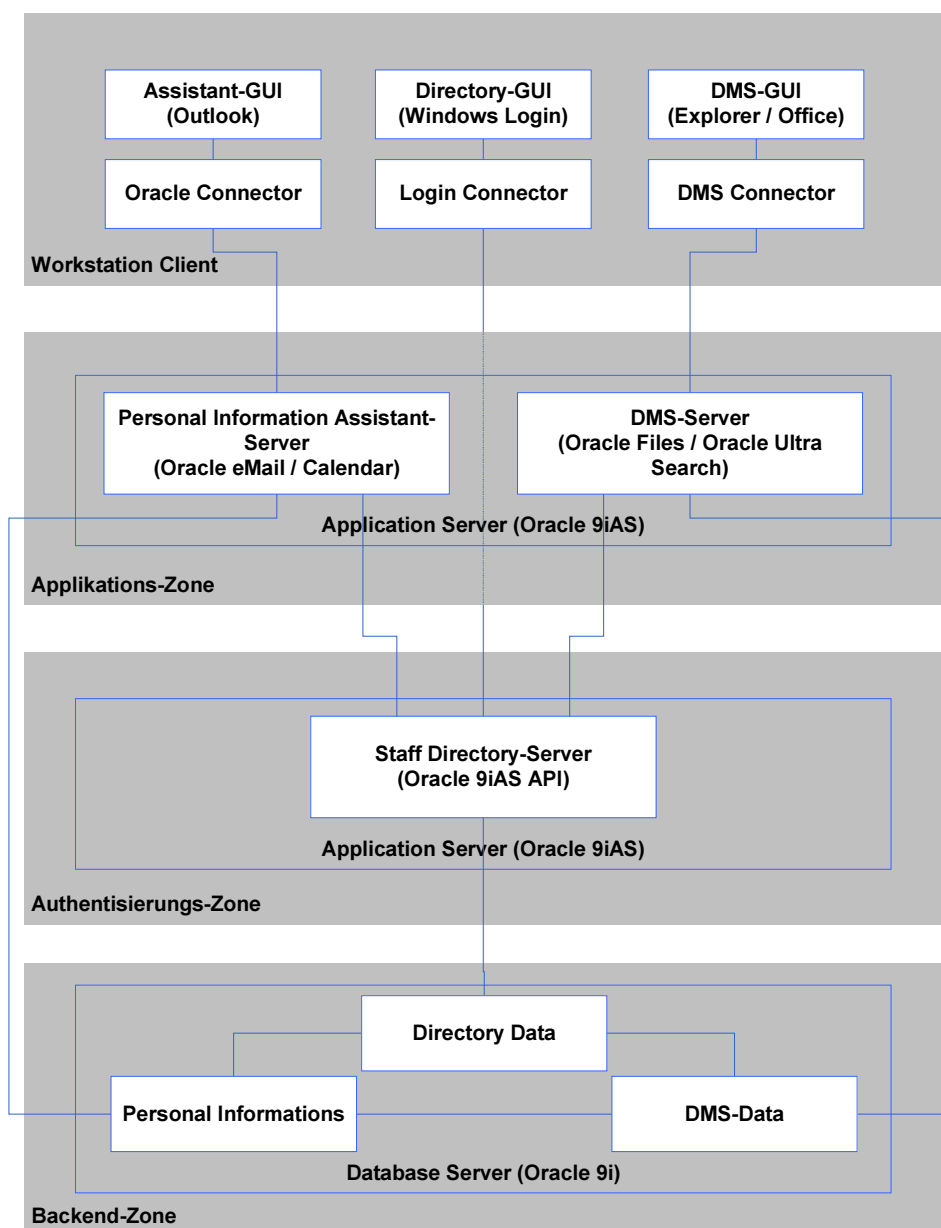 Assistant-GUI
(Outlook)
Directory-GUI
(Windows Login)
DMS-GUI
(Explorer / Office)
Oracle Connector
Login Connector
DMS Connector
Workstation Client
Personal Information Assistant-
Server
(Oracle eMail / Calendar)
DMS-Server
(Oracle Files / Oracle Ultra
Search)
Application Server (Oracle 9iAS)
Applikations-Zone
Staff Directory-Server
(Oracle 9iAS API)
Application Server (Oracle 9iAS)
Authentisierungs-Zone
Directory Data
Personal Informations
DMS-Data
Database Server (Oracle 9i)
Backend-Zone